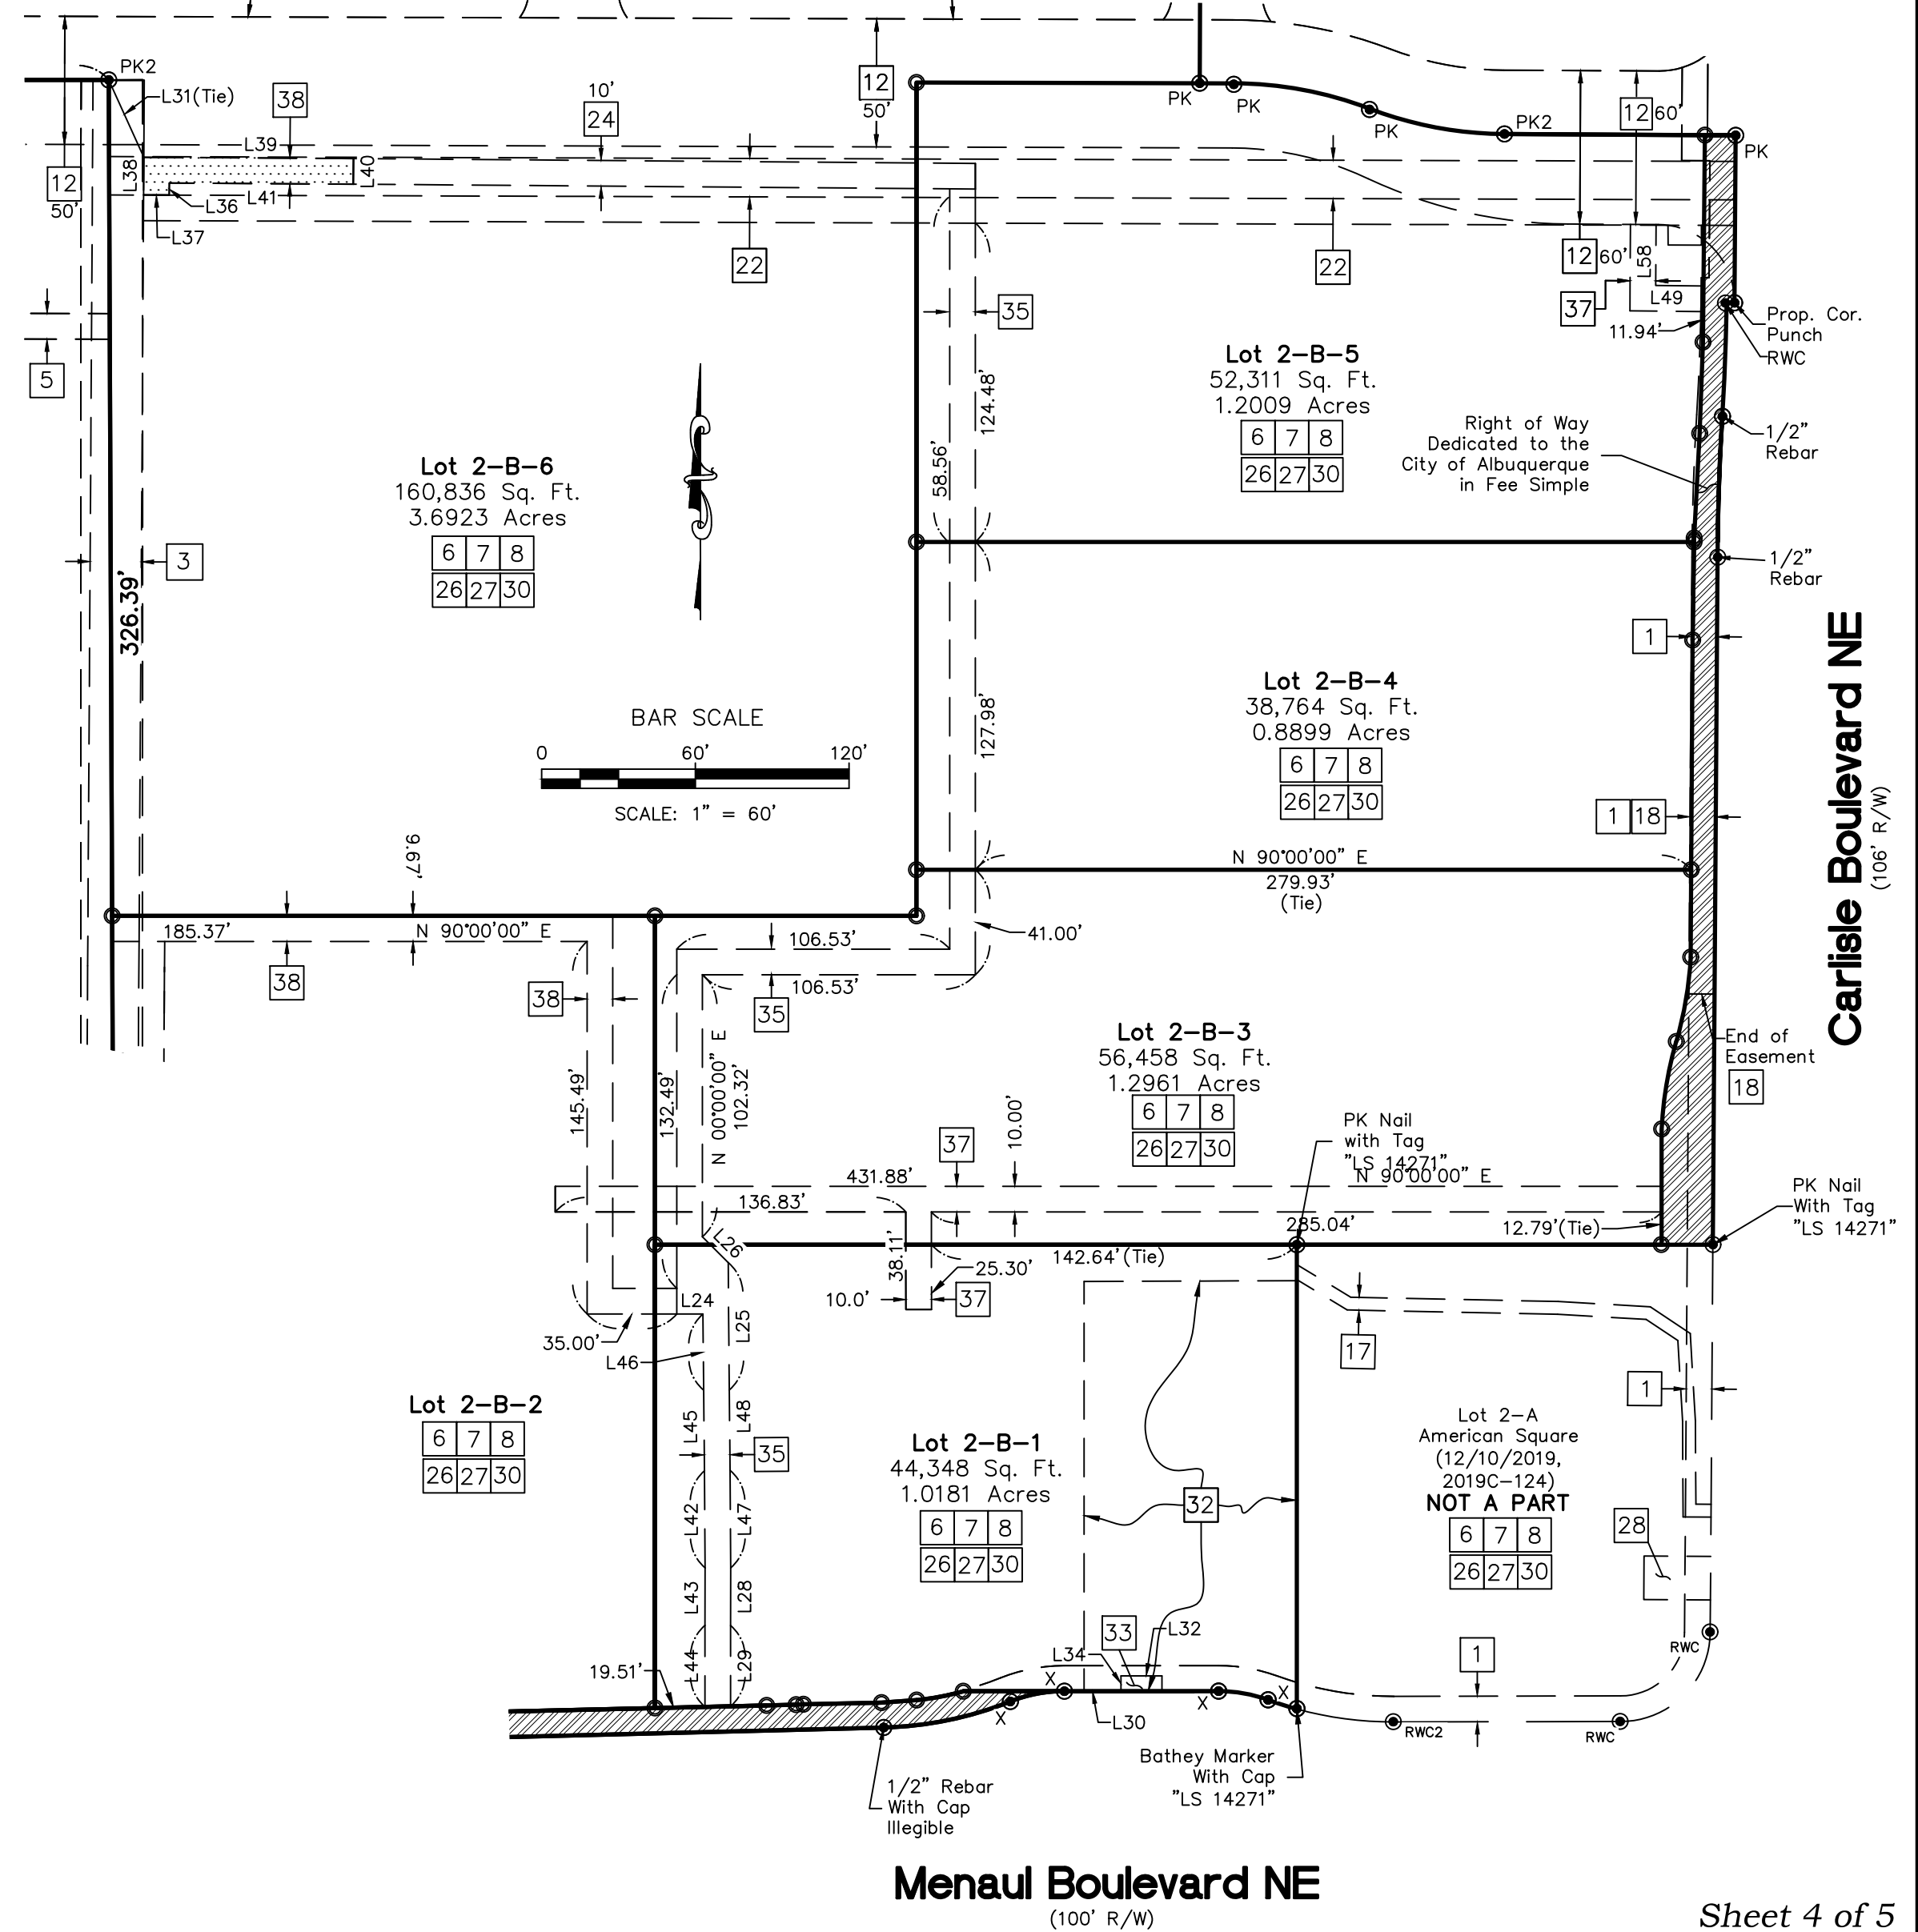 PK2
L31(Tie)
38
10'
24
12
50'
PK
PK
PK
PK2
12
60'
PK
L39
L38
L40
12
50'
L36
L41
L37
22
22
12
60'
L58
37
L49
11.94'
Prop. Cor.
Punch
RWC
35
5
124.48'
58.56'
Lot 2-B-5
52,311 Sq. Ft.
1.2009 Acres
6 7 8
26 27 30
Right of Way
Dedicated to the
City of Albuquerque
in Fee Simple
1/2"
Rebar
1/2"
Rebar
Lot 2-B-6
160,836 Sq. Ft.
3.6923 Acres
6 7 8
26 27 30
3
326.39'
1
BAR SCALE
0 60' 120'
SCALE: 1" = 60'
127.98'
Lot 2-B-4
38,764 Sq. Ft.
0.8899 Acres
6 7 8
26 27 30
1 18
Carlisle Boulevard NE
(106' R/W)
9.67'
N 90°00'00" E
279.93'
(Tie)
185.37'
N 90°00'00" E
106.53'
41.00'
38
38
106.53'
35
N 00°00'00" E
102.32'
145.49'
132.49'
Lot 2-B-3
56,458 Sq. Ft.
1.2961 Acres
6 7 8
26 27 30
End of
Easement
18
37
10.00'
PK Nail
with Tag
"LS 14271"
N 90°00'00" E
431.88'
136.83'
285.04'
12.79'(Tie)
PK Nail
With Tag
"LS 14271"
L26
38.11'
142.64'(Tie)
25.30'
10.0'
37
L24
L25
35.00'
L46
17
1
Lot 2-B-2
6 7 8
26 27 30
L45
L48
35
Lot 2-B-1
44,348 Sq. Ft.
1.0181 Acres
6 7 8
26 27 30
32
Lot 2-A
American Square
(12/10/2019,
2019C-124)
NOT A PART
6 7 8
26 27 30
28
L42
L47
L43
L28
L44
L29
19.51'
33
L32
L34
X
X
X
X
L30
1
RWC
RWC2
RWC
Bathey Marker
With Cap
"LS 14271"
1/2" Rebar
With Cap
Illegible
Menaul Boulevard NE
(100' R/W)
Sheet 4 of 5